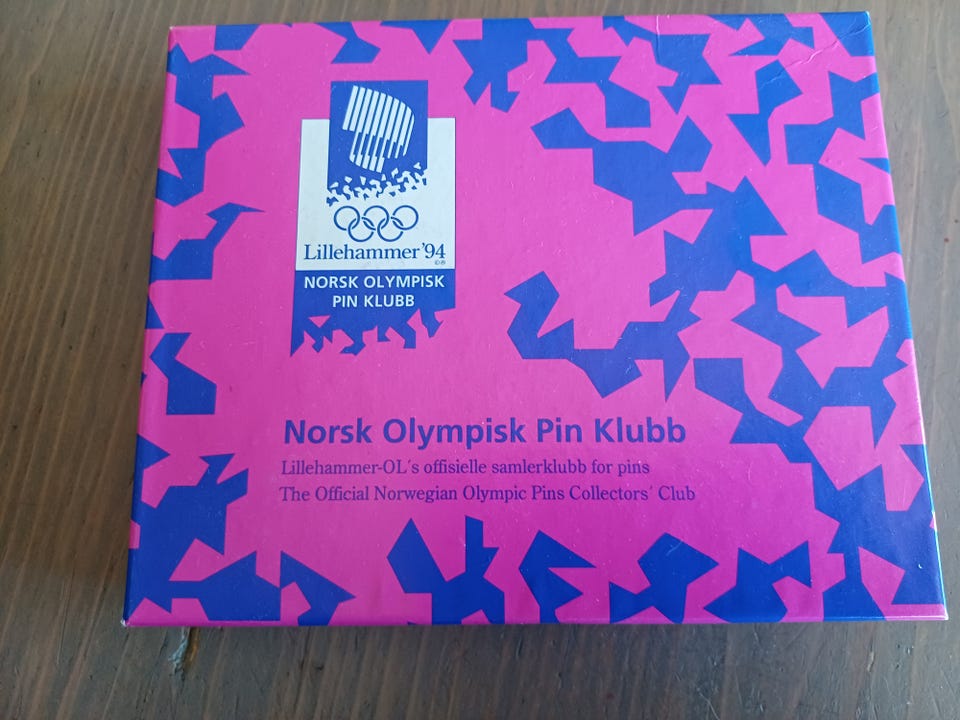 Lillehammer '94
©®
NORSK OLYMPISK
PIN KLUBB
Norsk Olympisk Pin Klubb
Lillehammer-OL´s offisielle samlerklubb for pins
The Official Norwegian Olympic Pins Collectors´ Club